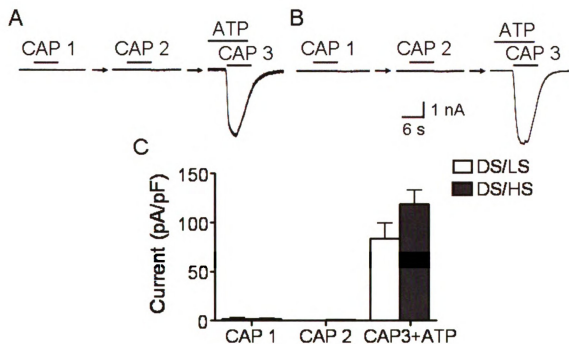 A
B
ATP
ATP
CAP 1
CAP 2
CAP 3
CAP 1
CAP 2
CAP 3
1 nA
6 s
C
DS/LS
DS/HS
Current (pA/pF)
150
100
50
0
CAP 1
CAP 2
CAP3+ATP